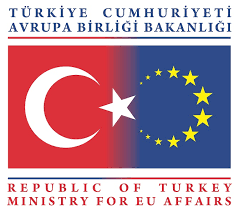 TÜRKİYE CUMHURİYETİ
AVRUPA BİRLİĞİ BAKANLIĞI
REPUBLIC OF TURKEY
MINISTRY FOR EU AFFAIRS